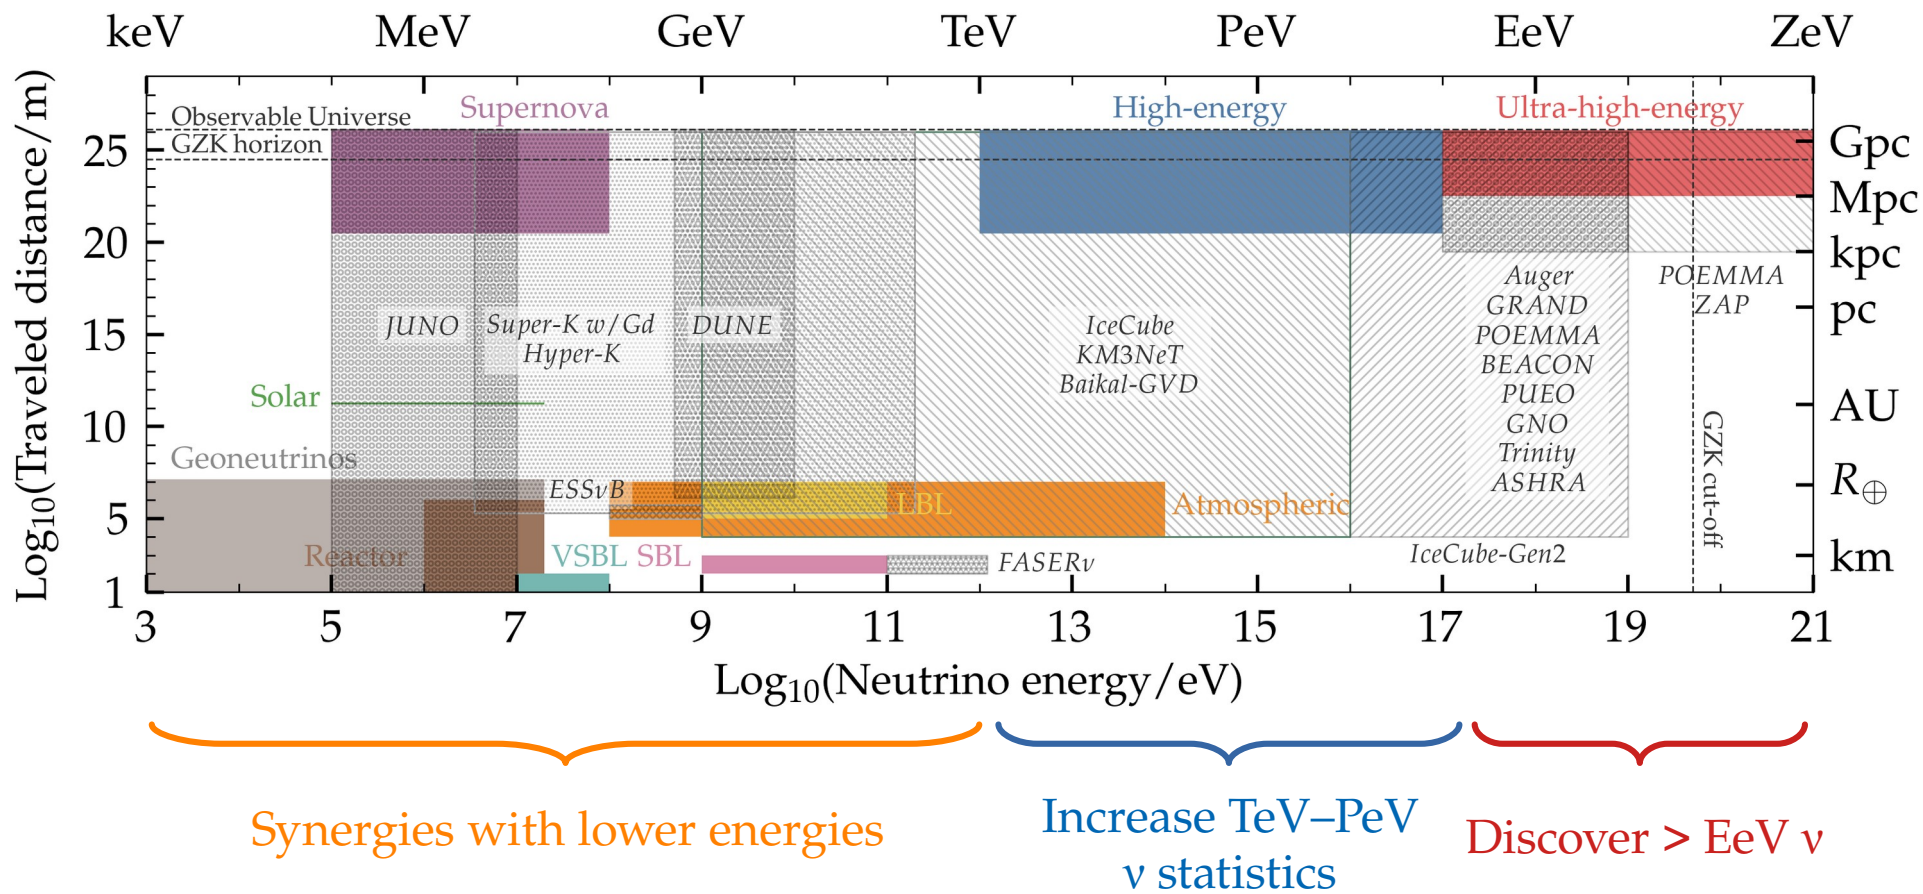 keV MeV GeV TeV PeV EeV ZeV
Log10(Traveled distance/m)
Observable Universe
GZK horizon
Supernova
High-energy
Ultra-high-energy
25
20
15
10
5
1
Gpc
Mpc
kpc
pc
AU
R⊕
km
JUNO
Super-K w/Gd
Hyper-K
DUNE
IceCube
KM3NeT
Baikal-GVD
Auger
GRAND
POEMMA
BEACON
PUEO
GNO
Trinity
ASHRA
POEMMA
ZAP
GZK cut-off
Solar
Geoneutrinos
ESSνB
LBL
Atmospheric
Reactor
VSBL
SBL
FASERν
IceCube-Gen2
3 5 7 9 11 13 15 17 19 21
Log10(Neutrino energy/eV)
Synergies with lower energies
Increase TeV–PeV
ν statistics
Discover > EeV ν